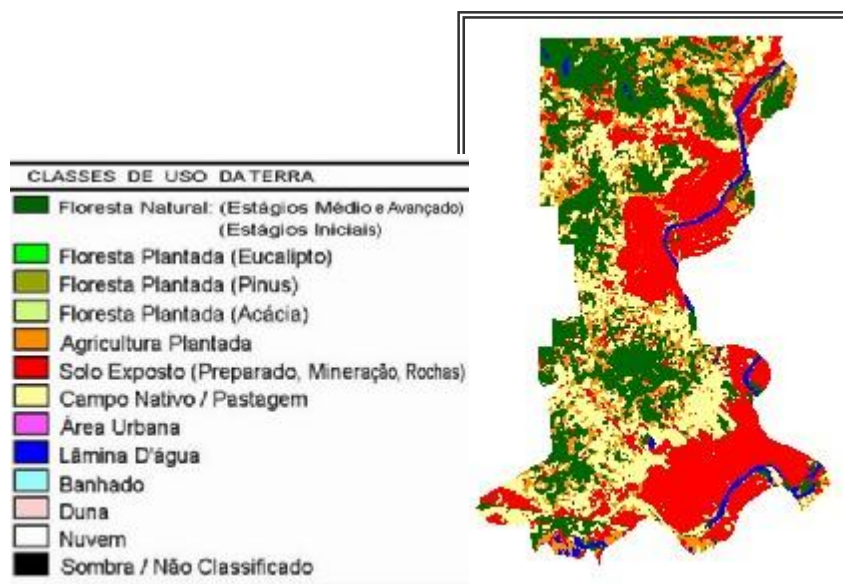 CLASSES DE USO DA TERRA
Floresta Natural: (Estágios Médio e Avançado)
(Estágios Iniciais)
Floresta Plantada (Eucalipto)
Floresta Plantada (Pinus)
Floresta Plantada (Acácia)
Agricultura Plantada
Solo Exposto (Preparado, Mineração, Rochas)
Campo Nativo / Pastagem
Área Urbana
Lâmina D'água
Banhado
Duna
Nuvem
Sombra / Não Classificado